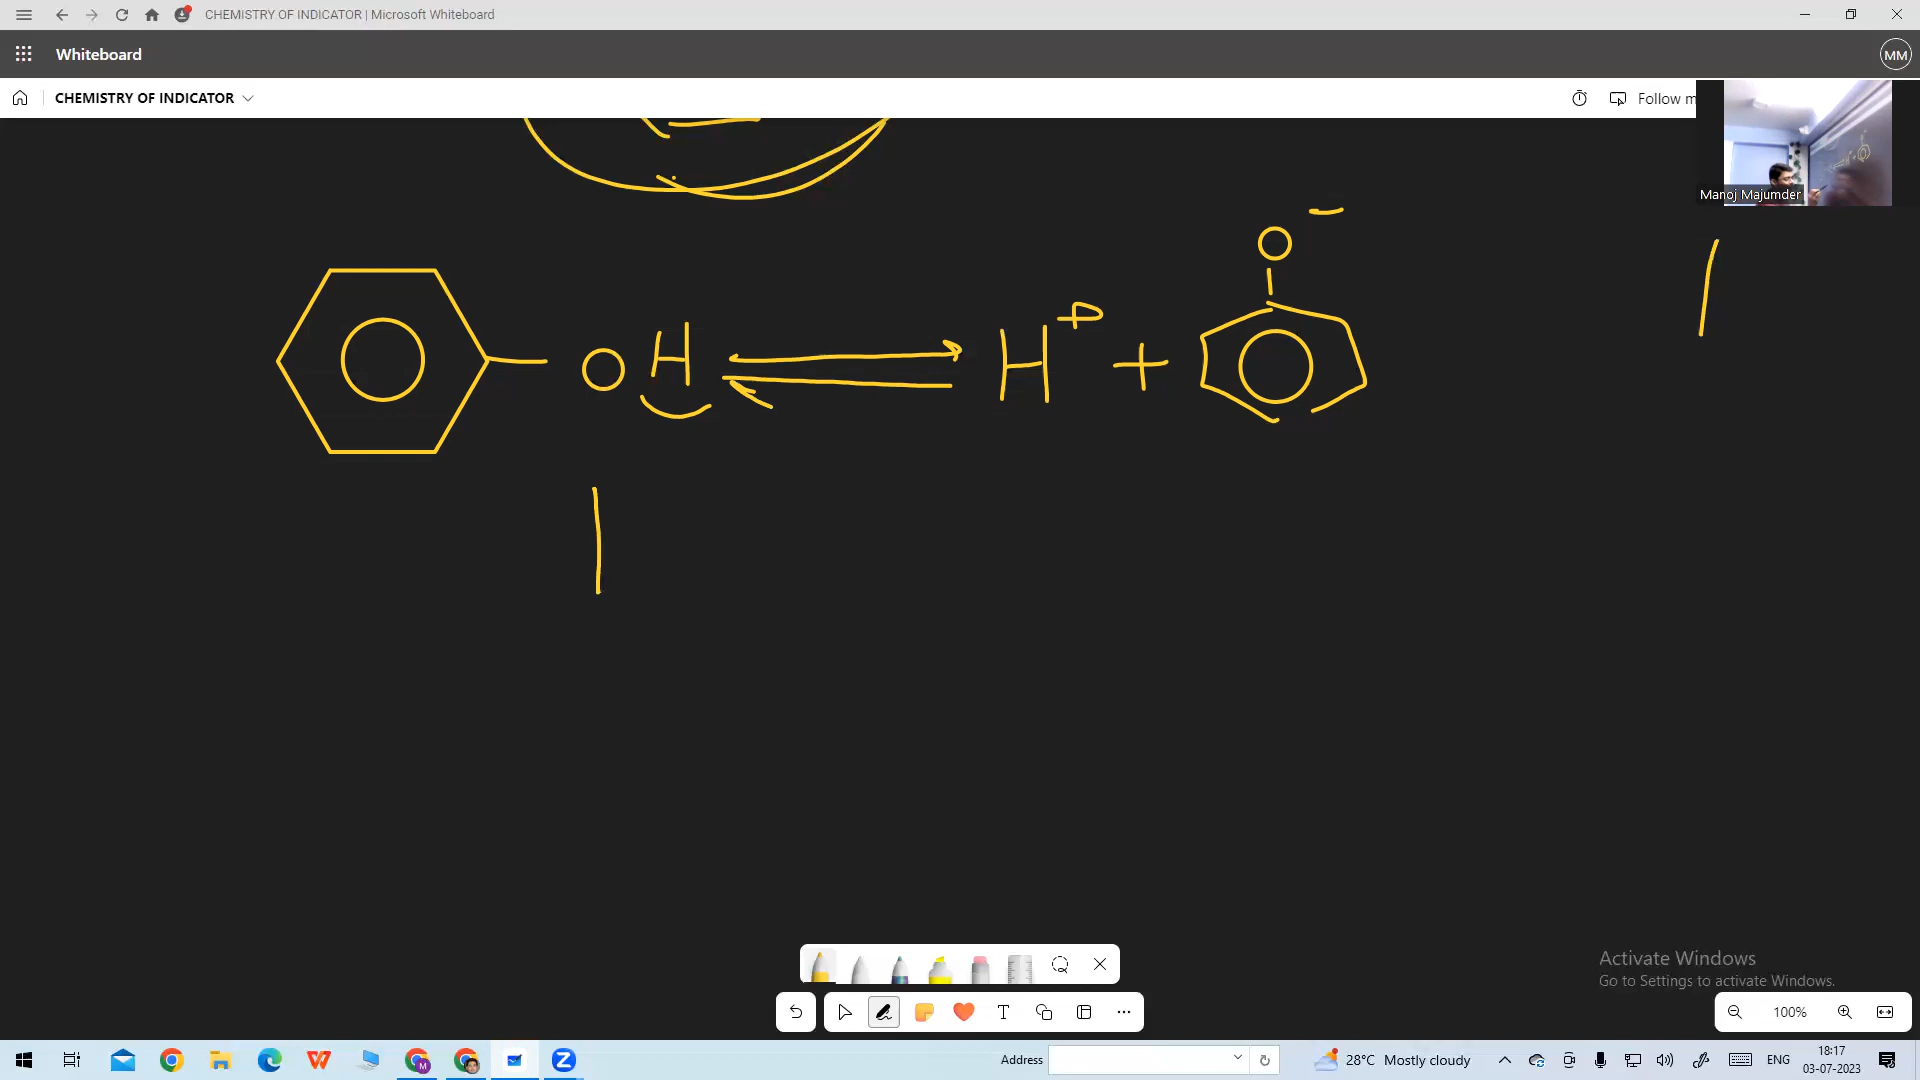 CHEMISTRY OF INDICATOR | Microsoft Whiteboard
Whiteboard
MM
CHEMISTRY OF INDICATOR
Follow m
Manoj Majumder
O −
OH ⇌ H+ +
Activate Windows
Go to Settings to activate Windows.
100%
Address
28°C Mostly cloudy
ENG
18:17
03-07-2023